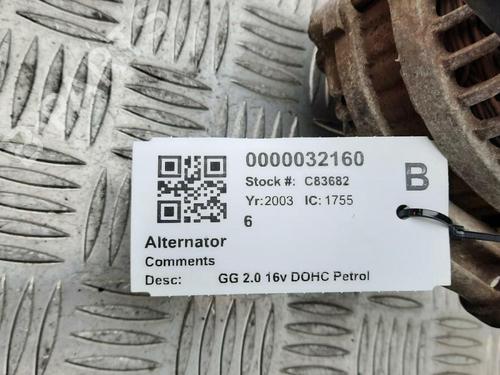 0000032160
Stock #: C83682
B
Yr:2003 IC: 1755
6
Alternator
Comments
Desc: GG 2.0 16v DOHC Petrol